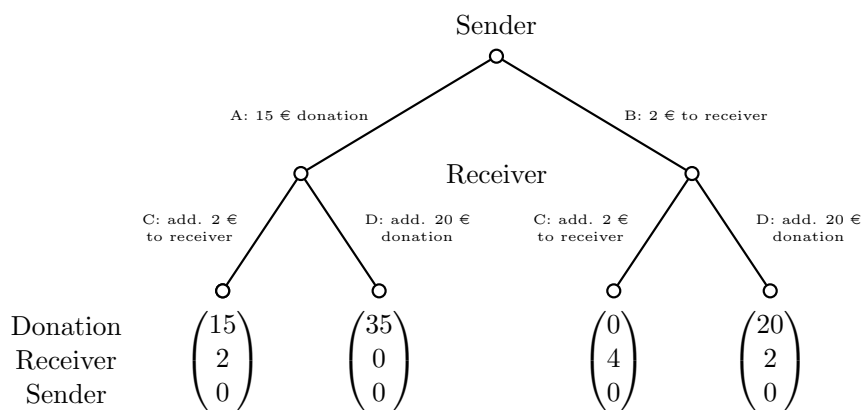 Sender
A: 15 € donation
B: 2 € to receiver
Receiver
C: add. 2 €
to receiver
D: add. 20 €
donation
C: add. 2 €
to receiver
D: add. 20 €
donation
Donation 15 35 0 20
Receiver 2 0 4 2
Sender 0 0 0 0